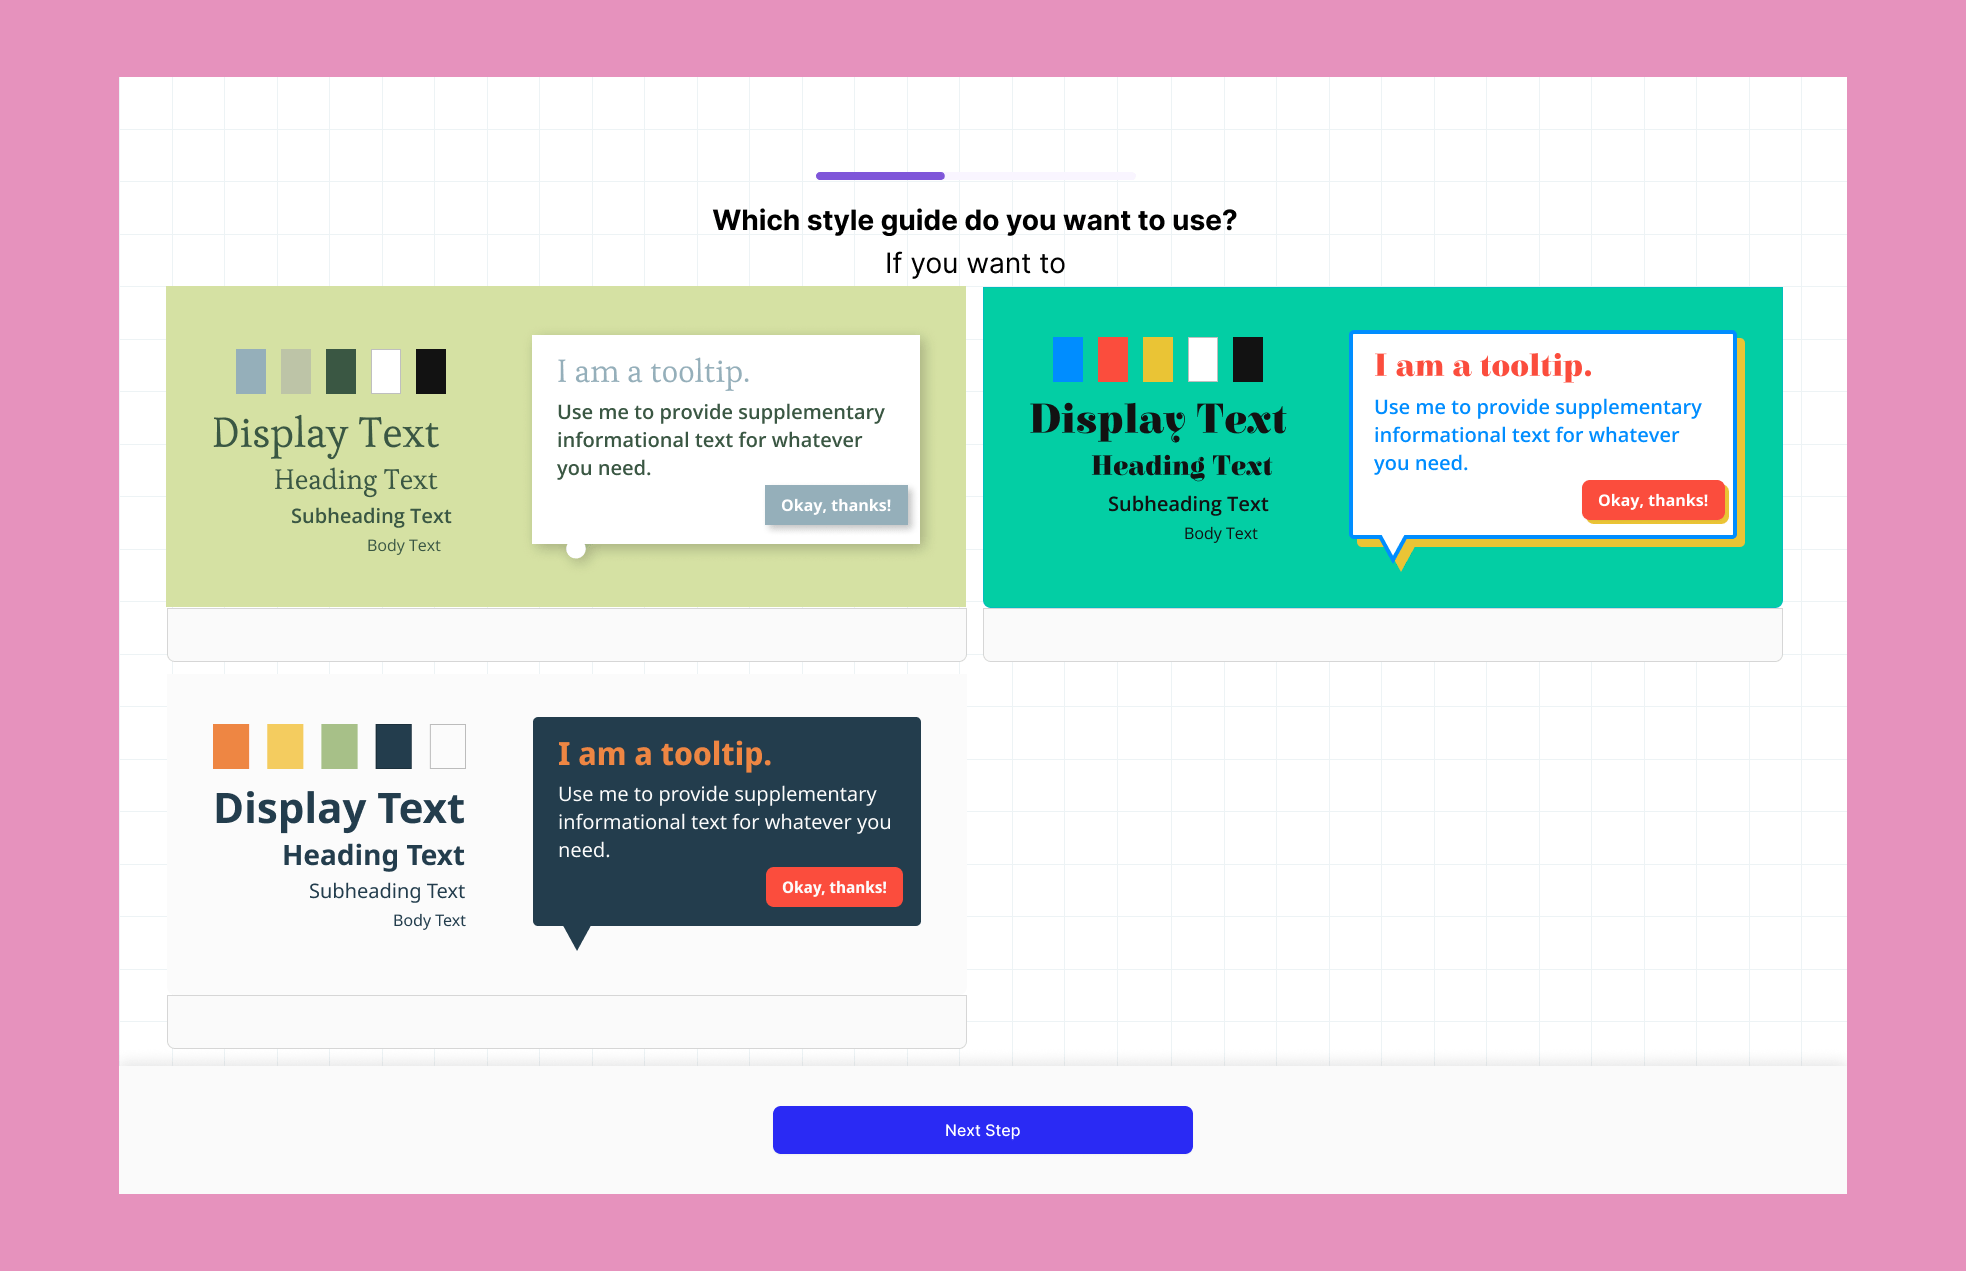 Which style guide do you want to use?
If you want to
Display Text
Heading Text
Subheading Text
Body Text
I am a tooltip.
Use me to provide supplementary
informational text for whatever
you need.
Okay, thanks!
Display Text
Heading Text
Subheading Text
Body Text
I am a tooltip.
Use me to provide supplementary
informational text for whatever
you need.
Okay, thanks!
Display Text
Heading Text
Subheading Text
Body Text
I am a tooltip.
Use me to provide supplementary
informational text for whatever you
need.
Okay, thanks!
Next Step